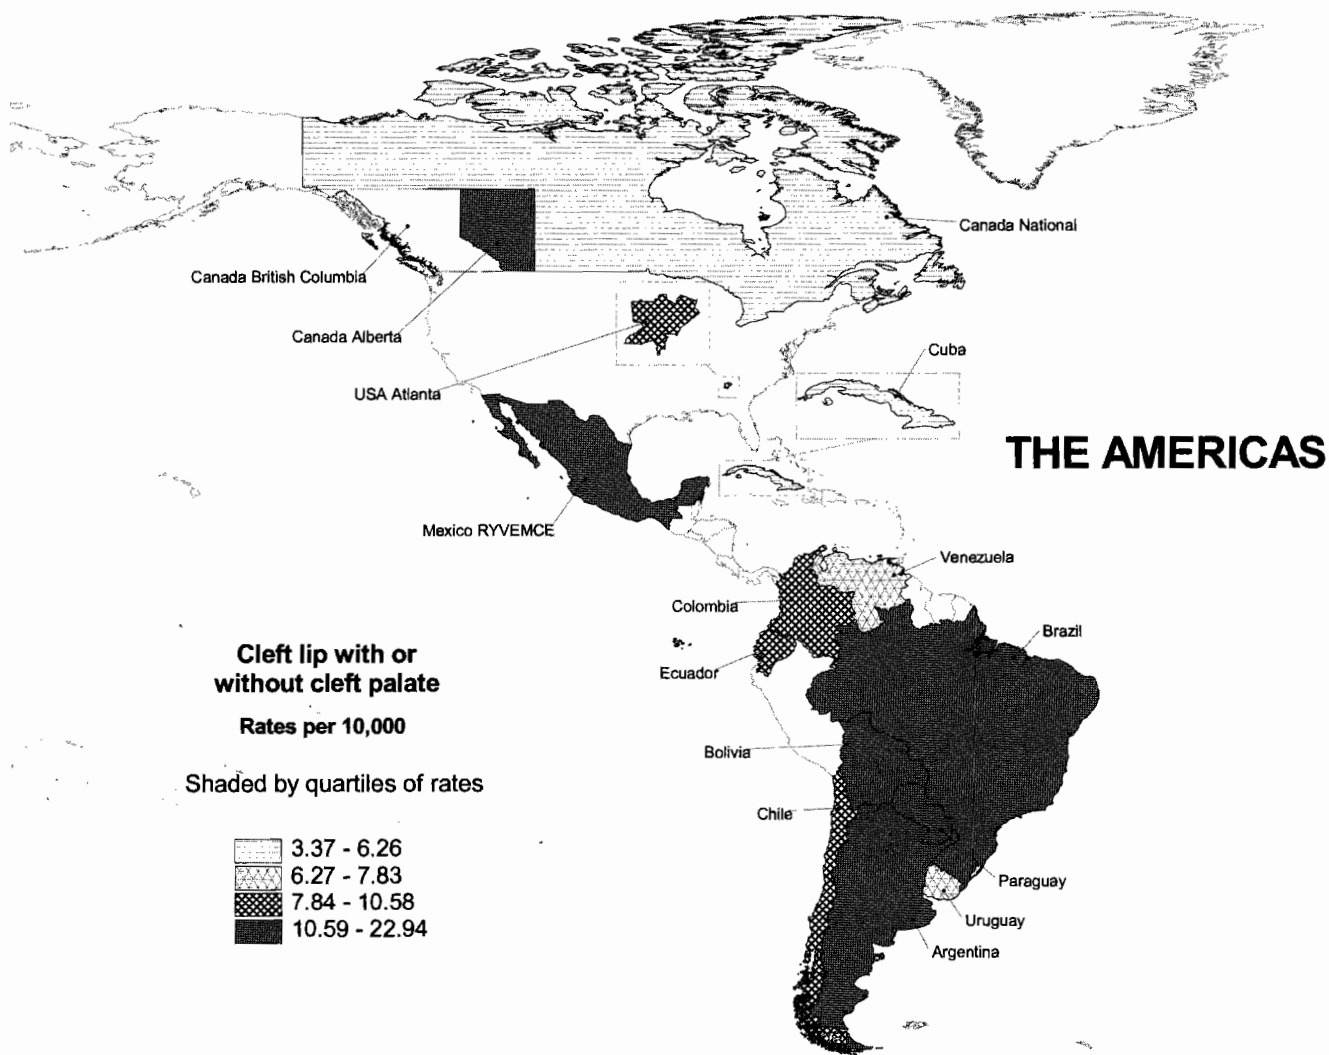 Canada National
Canada British Columbia
Canada Alberta
Cuba
USA Atlanta
THE AMERICAS
Mexico RYVEMCE
Venezuela
Colombia
Brazil
Ecuador
Cleft lip with or
without cleft palate
Rates per 10,000
Bolivia
Shaded by quartiles of rates
Chile
3.37 - 6.26
6.27 - 7.83
7.84 - 10.58
10.59 - 22.94
Paraguay
Uruguay
Argentina